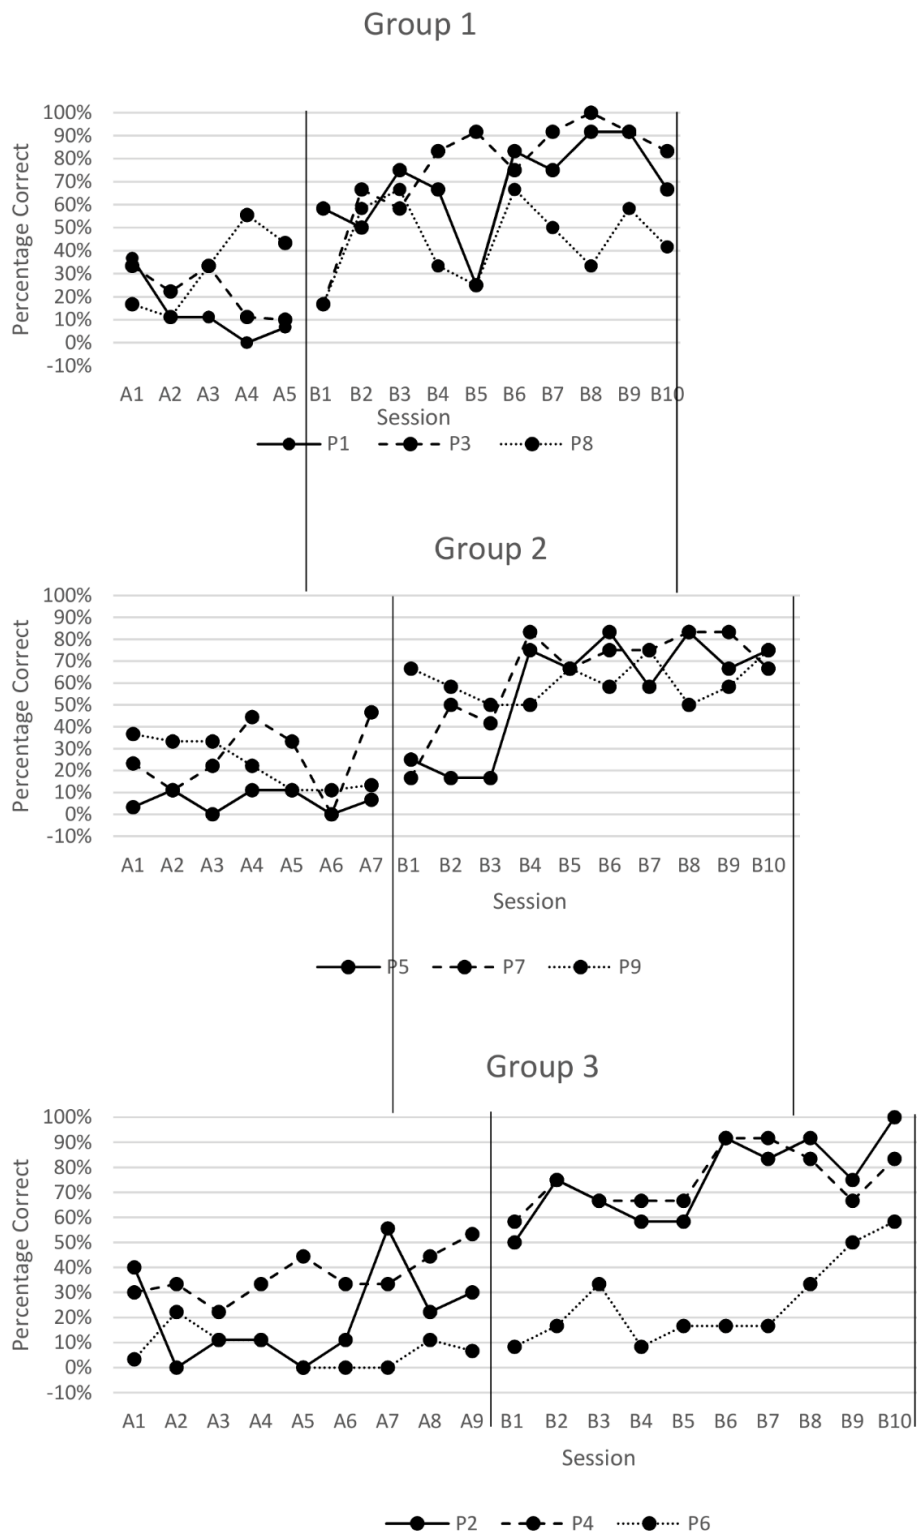 Group 1
Percentage Correct
100%
90%
80%
70%
60%
50%
40%
30%
20%
10%
0%
-10%
A1 A2 A3 A4 A5 B1 B2 B3 B4 B5 B6 B7 B8 B9 B10
Session
P1 P3 P8
Group 2
Percentage Correct
100%
90%
80%
70%
60%
50%
40%
30%
20%
10%
0%
-10%
A1 A2 A3 A4 A5 A6 A7 B1 B2 B3 B4 B5 B6 B7 B8 B9 B10
Session
P5 P7 P9
Group 3
Percentage Correct
100%
90%
80%
70%
60%
50%
40%
30%
20%
10%
0%
-10%
A1 A2 A3 A4 A5 A6 A7 A8 A9 B1 B2 B3 B4 B5 B6 B7 B8 B9 B10
Session
P2 P4 P6